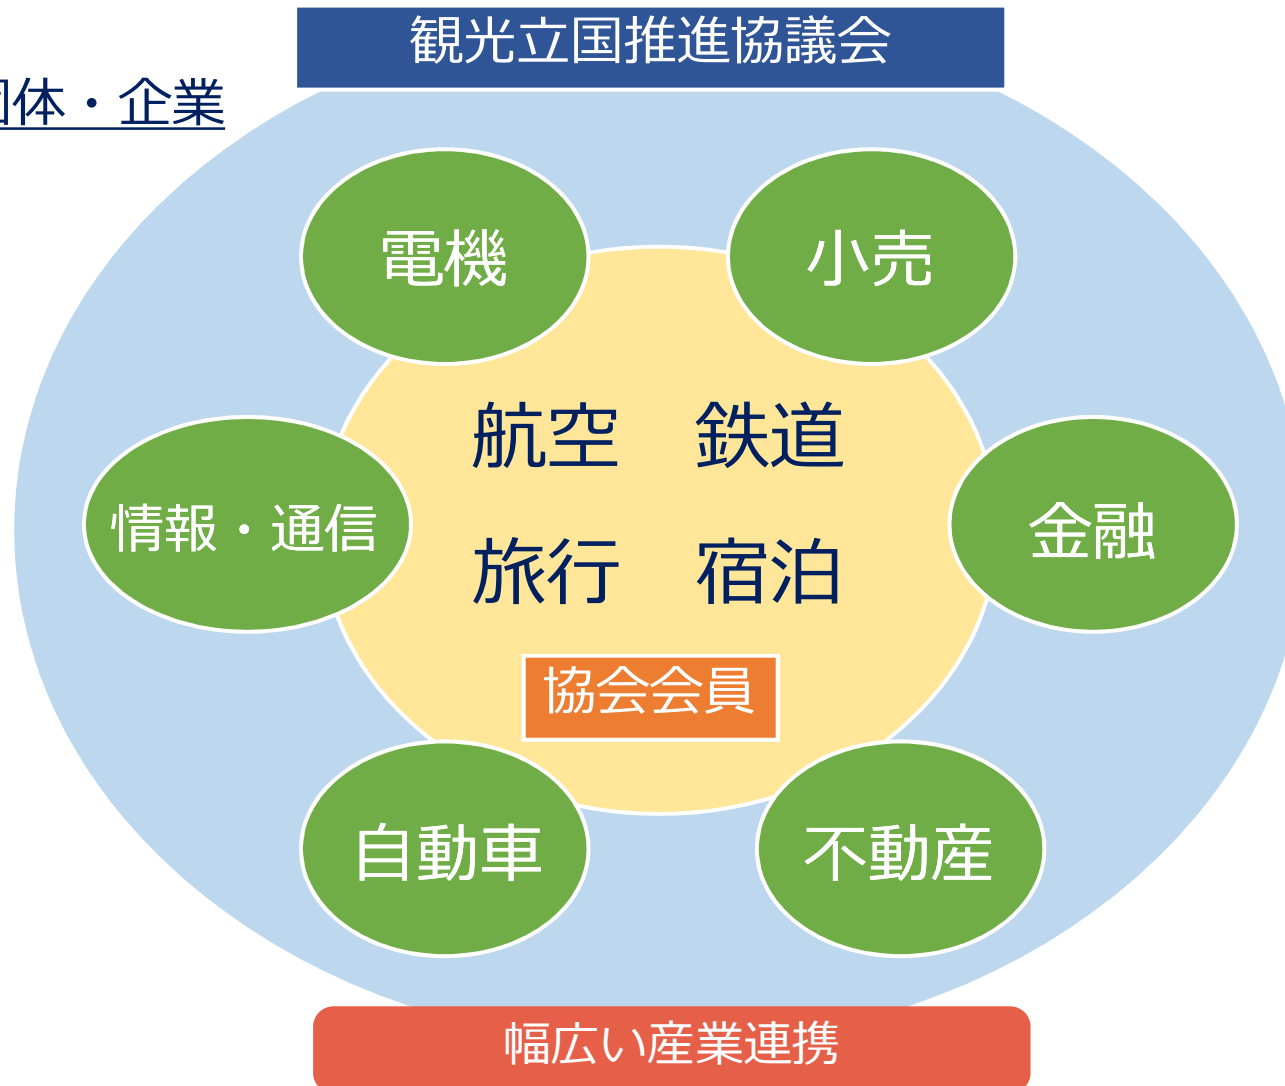 観光立国推進協議会
団体・企業
電機
小売
航空 鉄道
情報・通信
金融
旅行 宿泊
協会会員
自動車
不動産
幅広い産業連携